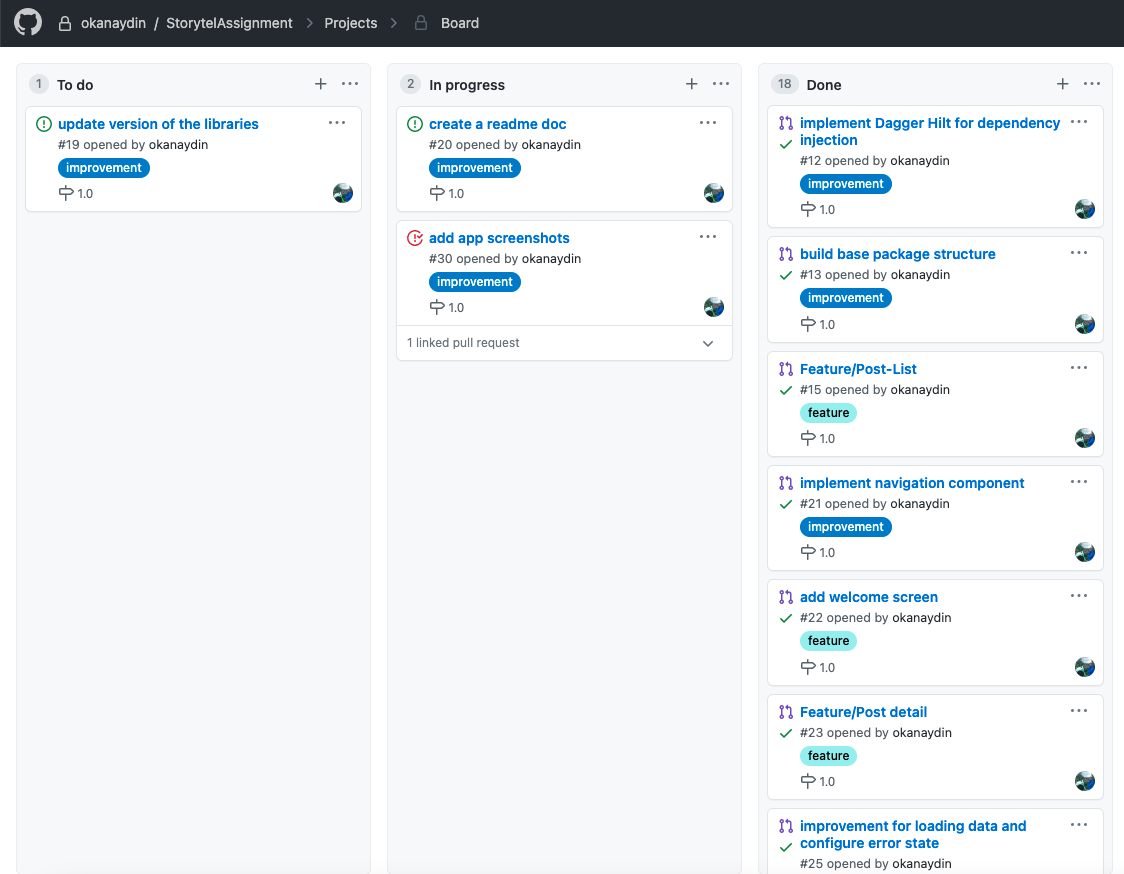 okanaydin / StorytelAssignment Projects Board
1 To do
update version of the libraries
#19 opened by okanaydin
improvement
1.0
2 In progress
create a readme doc
#20 opened by okanaydin
improvement
1.0
add app screenshots
#30 opened by okanaydin
improvement
1.0
1 linked pull request
18 Done
implement Dagger Hilt for dependency
injection
#12 opened by okanaydin
improvement
1.0
build base package structure
#13 opened by okanaydin
improvement
1.0
Feature/Post-List
#15 opened by okanaydin
feature
1.0
implement navigation component
#21 opened by okanaydin
improvement
1.0
add welcome screen
#22 opened by okanaydin
feature
1.0
Feature/Post detail
#23 opened by okanaydin
feature
1.0
improvement for loading data and
configure error state
#25 opened by okanaydin